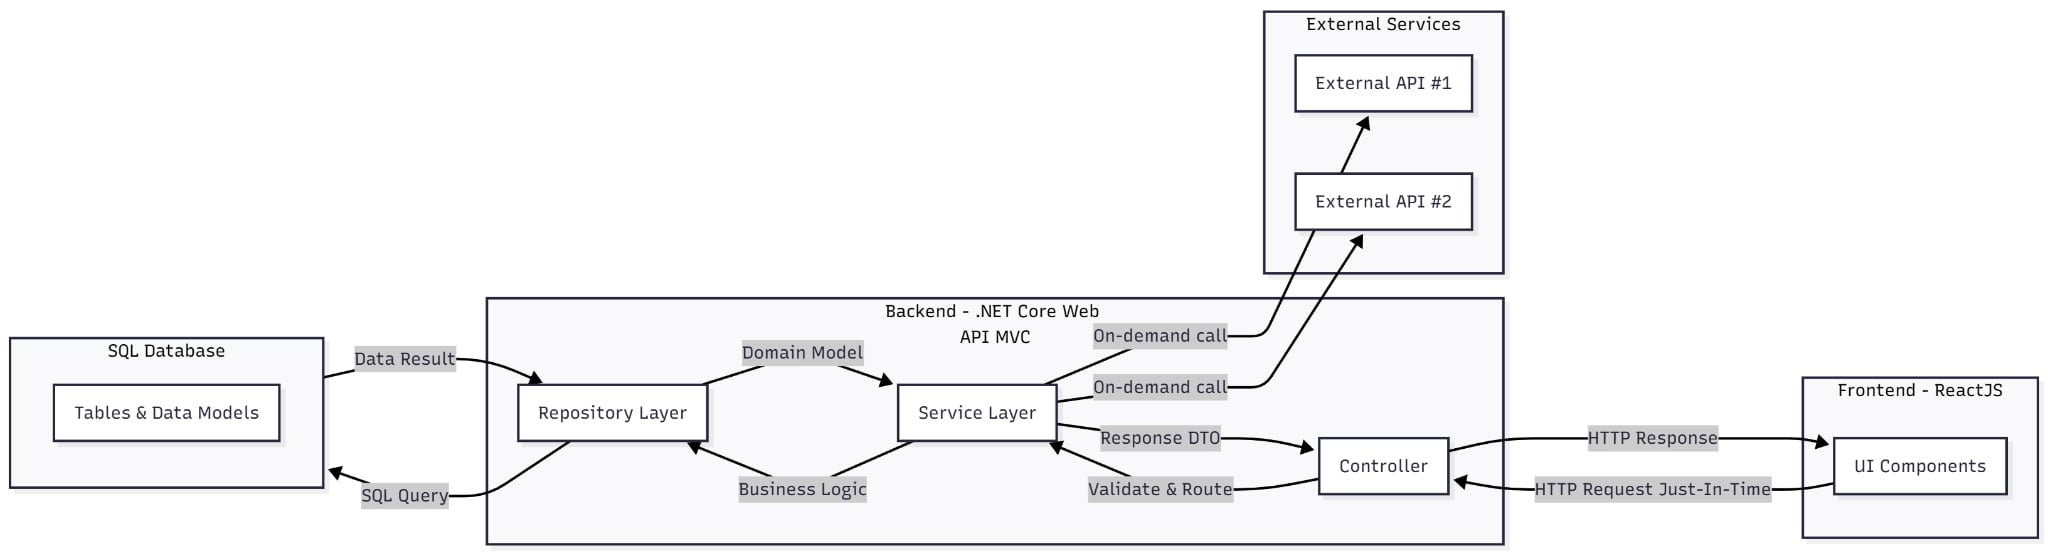 External Services
External API #1
External API #2
Backend - .NET Core Web
API MVC
On-demand call
On-demand call
SQL Database
Tables & Data Models
Data Result
SQL Query
Repository Layer
Domain Model
Business Logic
Service Layer
Response DTO
Validate & Route
Controller
HTTP Response
HTTP Request Just-In-Time
Frontend - ReactJS
UI Components